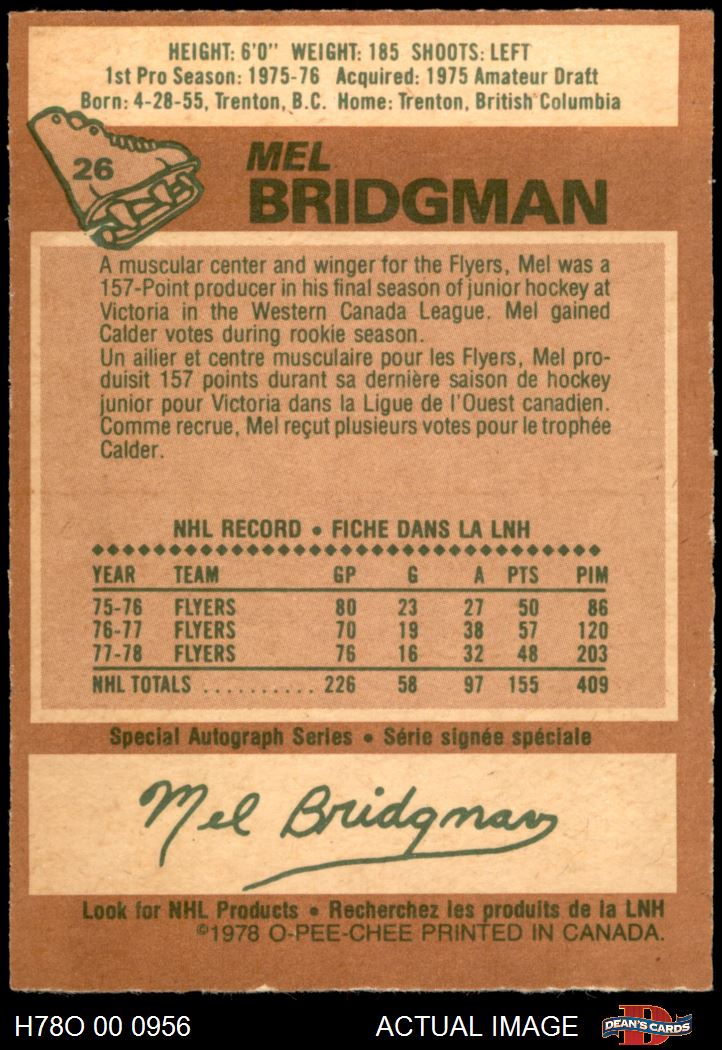 HEIGHT: 6'0" WEIGHT: 185 SHOOTS: LEFT
1st Pro Season: 1975-76 Acquired: 1975 Amateur Draft
Born: 4-28-55, Trenton, B.C. Home: Trenton, British Columbia
26
MEL
BRIDGMAN
A muscular center and winger for the Flyers, Mel was a
157-Point producer in his final season of junior hockey at
Victoria in the Western Canada League. Mel gained
Calder votes during rookie season.
Un ailier et centre musculaire pour les Flyers, Mel pro-
duisit 157 points durant sa dernière saison de hockey
junior pour Victoria dans la Ligue de l'Ouest canadien.
Comme recrue, Mel reçut plusieurs votes pour le trophée
Calder.
NHL RECORD • FICHE DANS LA LNH
YEAR TEAM GP G A PTS PIM
75-76 FLYERS 80 23 27 50 86
76-77 FLYERS 70 19 38 57 120
77-78 FLYERS 76 16 32 48 203
NHL TOTALS .......... 226 58 97 155 409
Special Autograph Series • Série signée spéciale
Mel Bridgman
Look for NHL Products • Recherchez les produits de la LNH
©1978 O-PEE-CHEE PRINTED IN CANADA.
H78O 00 0956 ACTUAL IMAGE D DEAN'S CARDS